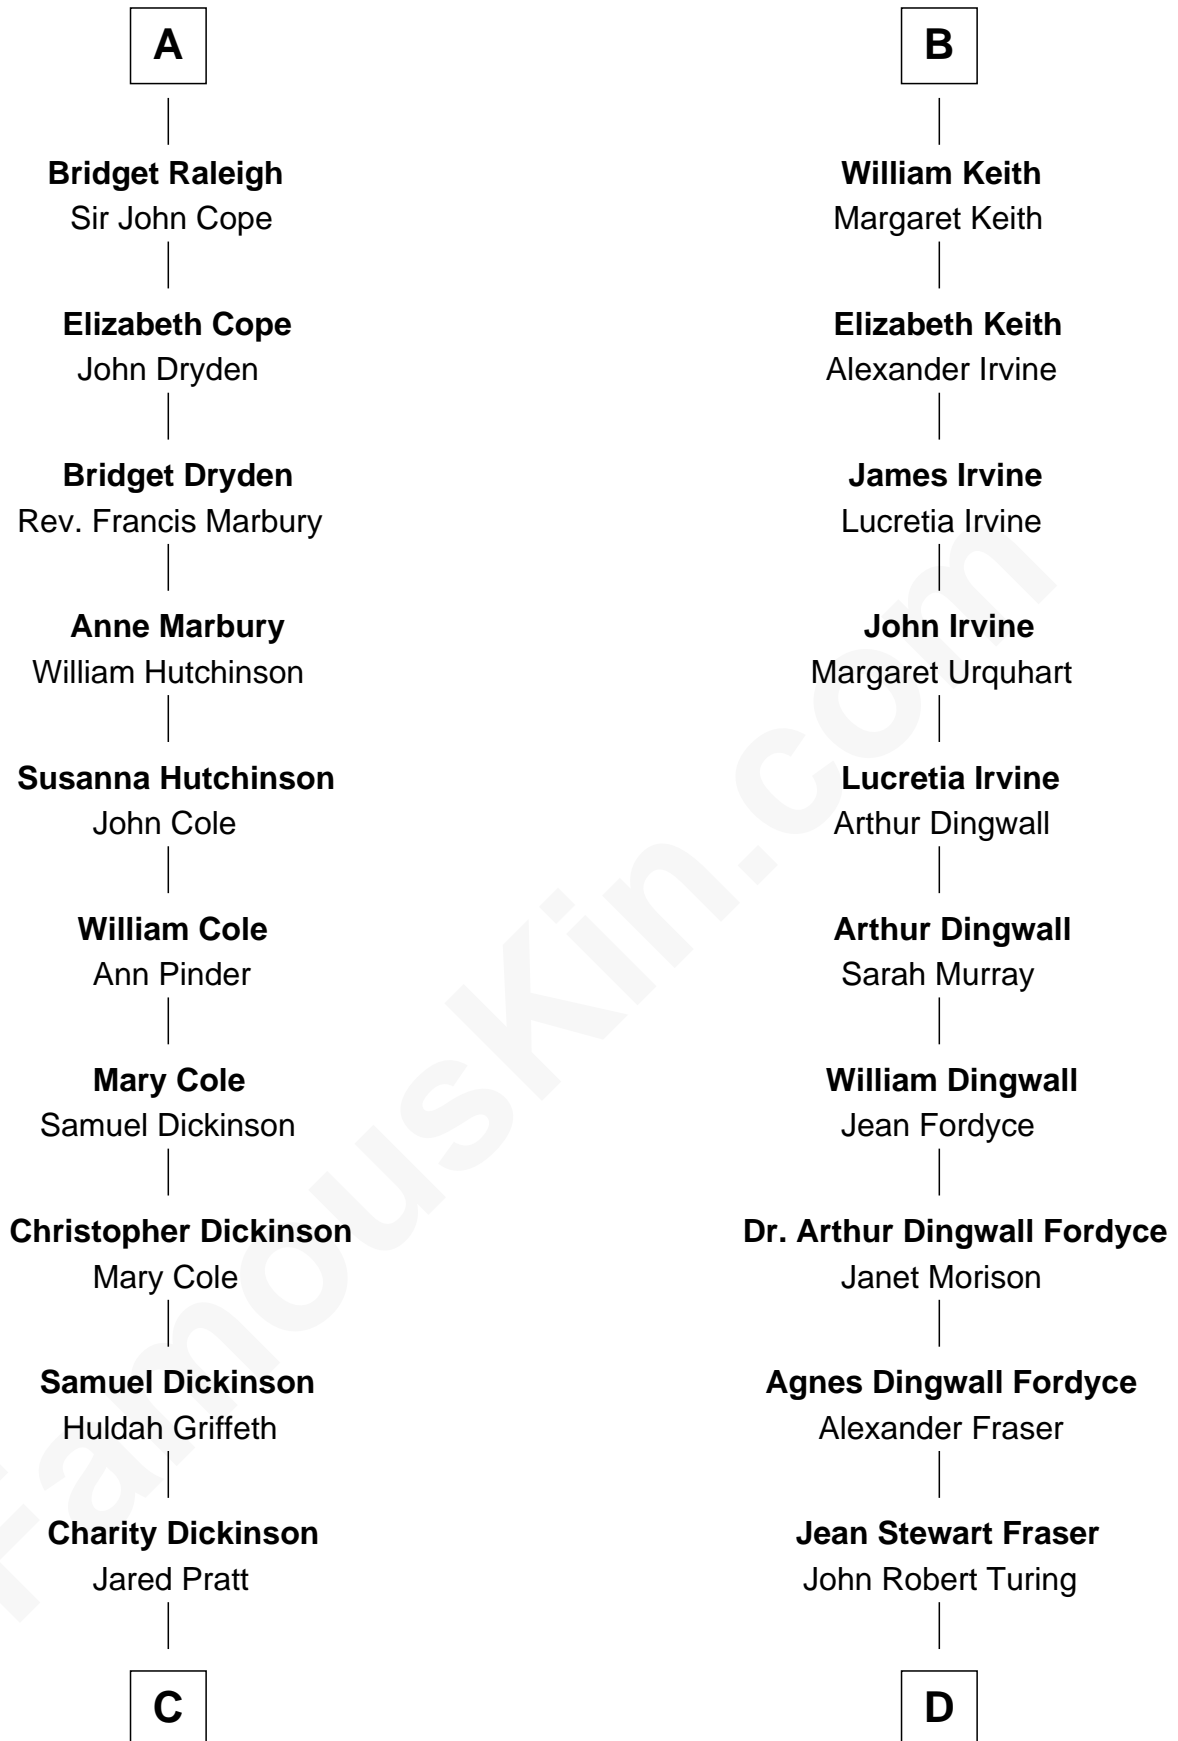 A
Bridget Raleigh
Sir John Cope
Elizabeth Cope
John Dryden
Bridget Dryden
Rev. Francis Marbury
Anne Marbury
William Hutchinson
Susanna Hutchinson
John Cole
William Cole
Ann Pinder
Mary Cole
Samuel Dickinson
Christopher Dickinson
Mary Cole
Samuel Dickinson
Huldah Griffeth
Charity Dickinson
Jared Pratt
C
B
William Keith
Margaret Keith
Elizabeth Keith
Alexander Irvine
James Irvine
Lucretia Irvine
John Irvine
Margaret Urquhart
Lucretia Irvine
Arthur Dingwall
Arthur Dingwall
Sarah Murray
William Dingwall
Jean Fordyce
Dr. Arthur Dingwall Fordyce
Janet Morison
Agnes Dingwall Fordyce
Alexander Fraser
Jean Stewart Fraser
John Robert Turing
D
FamousKin.com